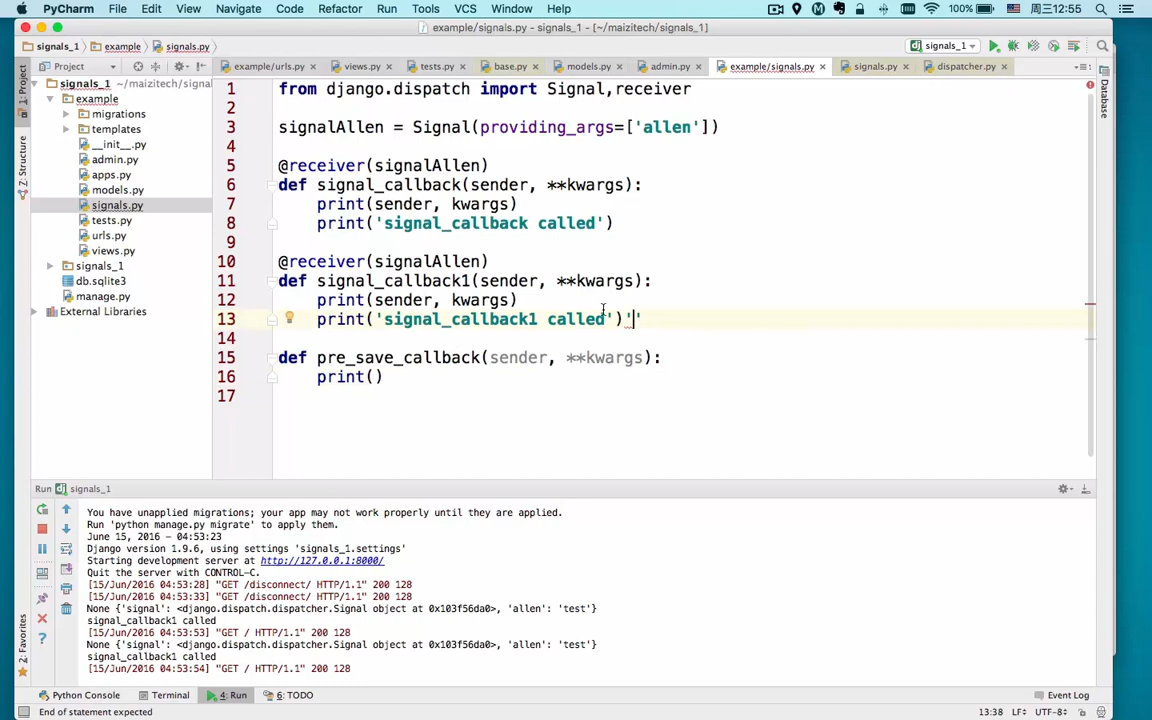 PyCharm File Edit View Navigate Code Refactor Run Tools VCS Window Help 100% 周三12:55
example/signals.py - signals_1 - [~/maizitech/signals_1]
signals_1 example signals.py signals_1
Project example/urls.py views.py tests.py base.py models.py admin.py example/signals.py signals.py dispatcher.py
1: Project
Z: Structure
2: Favorites
Database
signals_1 ~/maizitech/signal
example
migrations
templates
__init__.py
admin.py
apps.py
models.py
signals.py
tests.py
urls.py
views.py
signals_1
db.sqlite3
manage.py
External Libraries
1 from django.dispatch import Signal,receiver
2
3 signalAllen = Signal(providing_args=['allen'])
4
5 @receiver(signalAllen)
6 def signal_callback(sender, **kwargs):
7 print(sender, kwargs)
8 print('signal_callback called')
9
10 @receiver(signalAllen)
11 def signal_callback1(sender, **kwargs):
12 print(sender, kwargs)
13 print('signal_callback1 called')''
14
15 def pre_save_callback(sender, **kwargs):
16 print()
17
Run signals_1
You have unapplied migrations; your app may not work properly until they are applied.
Run 'python manage.py migrate' to apply them.
June 15, 2016 - 04:53:23
Django version 1.9.6, using settings 'signals_1.settings'
Starting development server at http://127.0.0.1:8000/
Quit the server with CONTROL-C.
[15/Jun/2016 04:53:28] "GET /disconnect/ HTTP/1.1" 200 128
[15/Jun/2016 04:53:33] "GET /disconnect/ HTTP/1.1" 200 128
None {'signal': <django.dispatch.dispatcher.Signal object at 0x103f56da0>, 'allen': 'test'}
signal_callback1 called
[15/Jun/2016 04:53:53] "GET / HTTP/1.1" 200 128
None {'signal': <django.dispatch.dispatcher.Signal object at 0x103f56da0>, 'allen': 'test'}
signal_callback1 called
[15/Jun/2016 04:53:54] "GET / HTTP/1.1" 200 128
Python Console Terminal 4: Run 6: TODO Event Log
End of statement expected 13:38 LF UTF-8